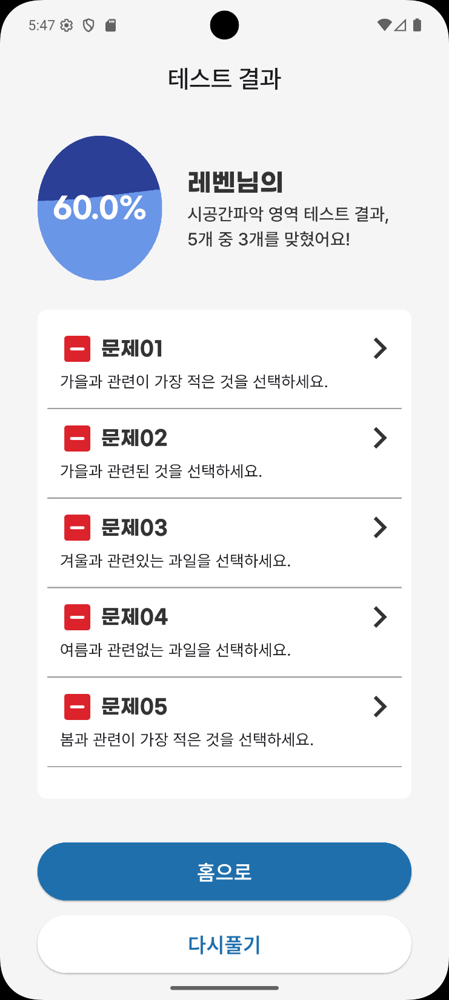 5:47
테스트 결과
60.0%
레벤님의
시공간파악 영역 테스트 결과,
5개 중 3개를 맞혔어요!
문제01
가을과 관련이 가장 적은 것을 선택하세요.
문제02
가을과 관련된 것을 선택하세요.
문제03
겨울과 관련있는 과일을 선택하세요.
문제04
여름과 관련없는 과일을 선택하세요.
문제05
봄과 관련이 가장 적은 것을 선택하세요.
홈으로
다시풀기